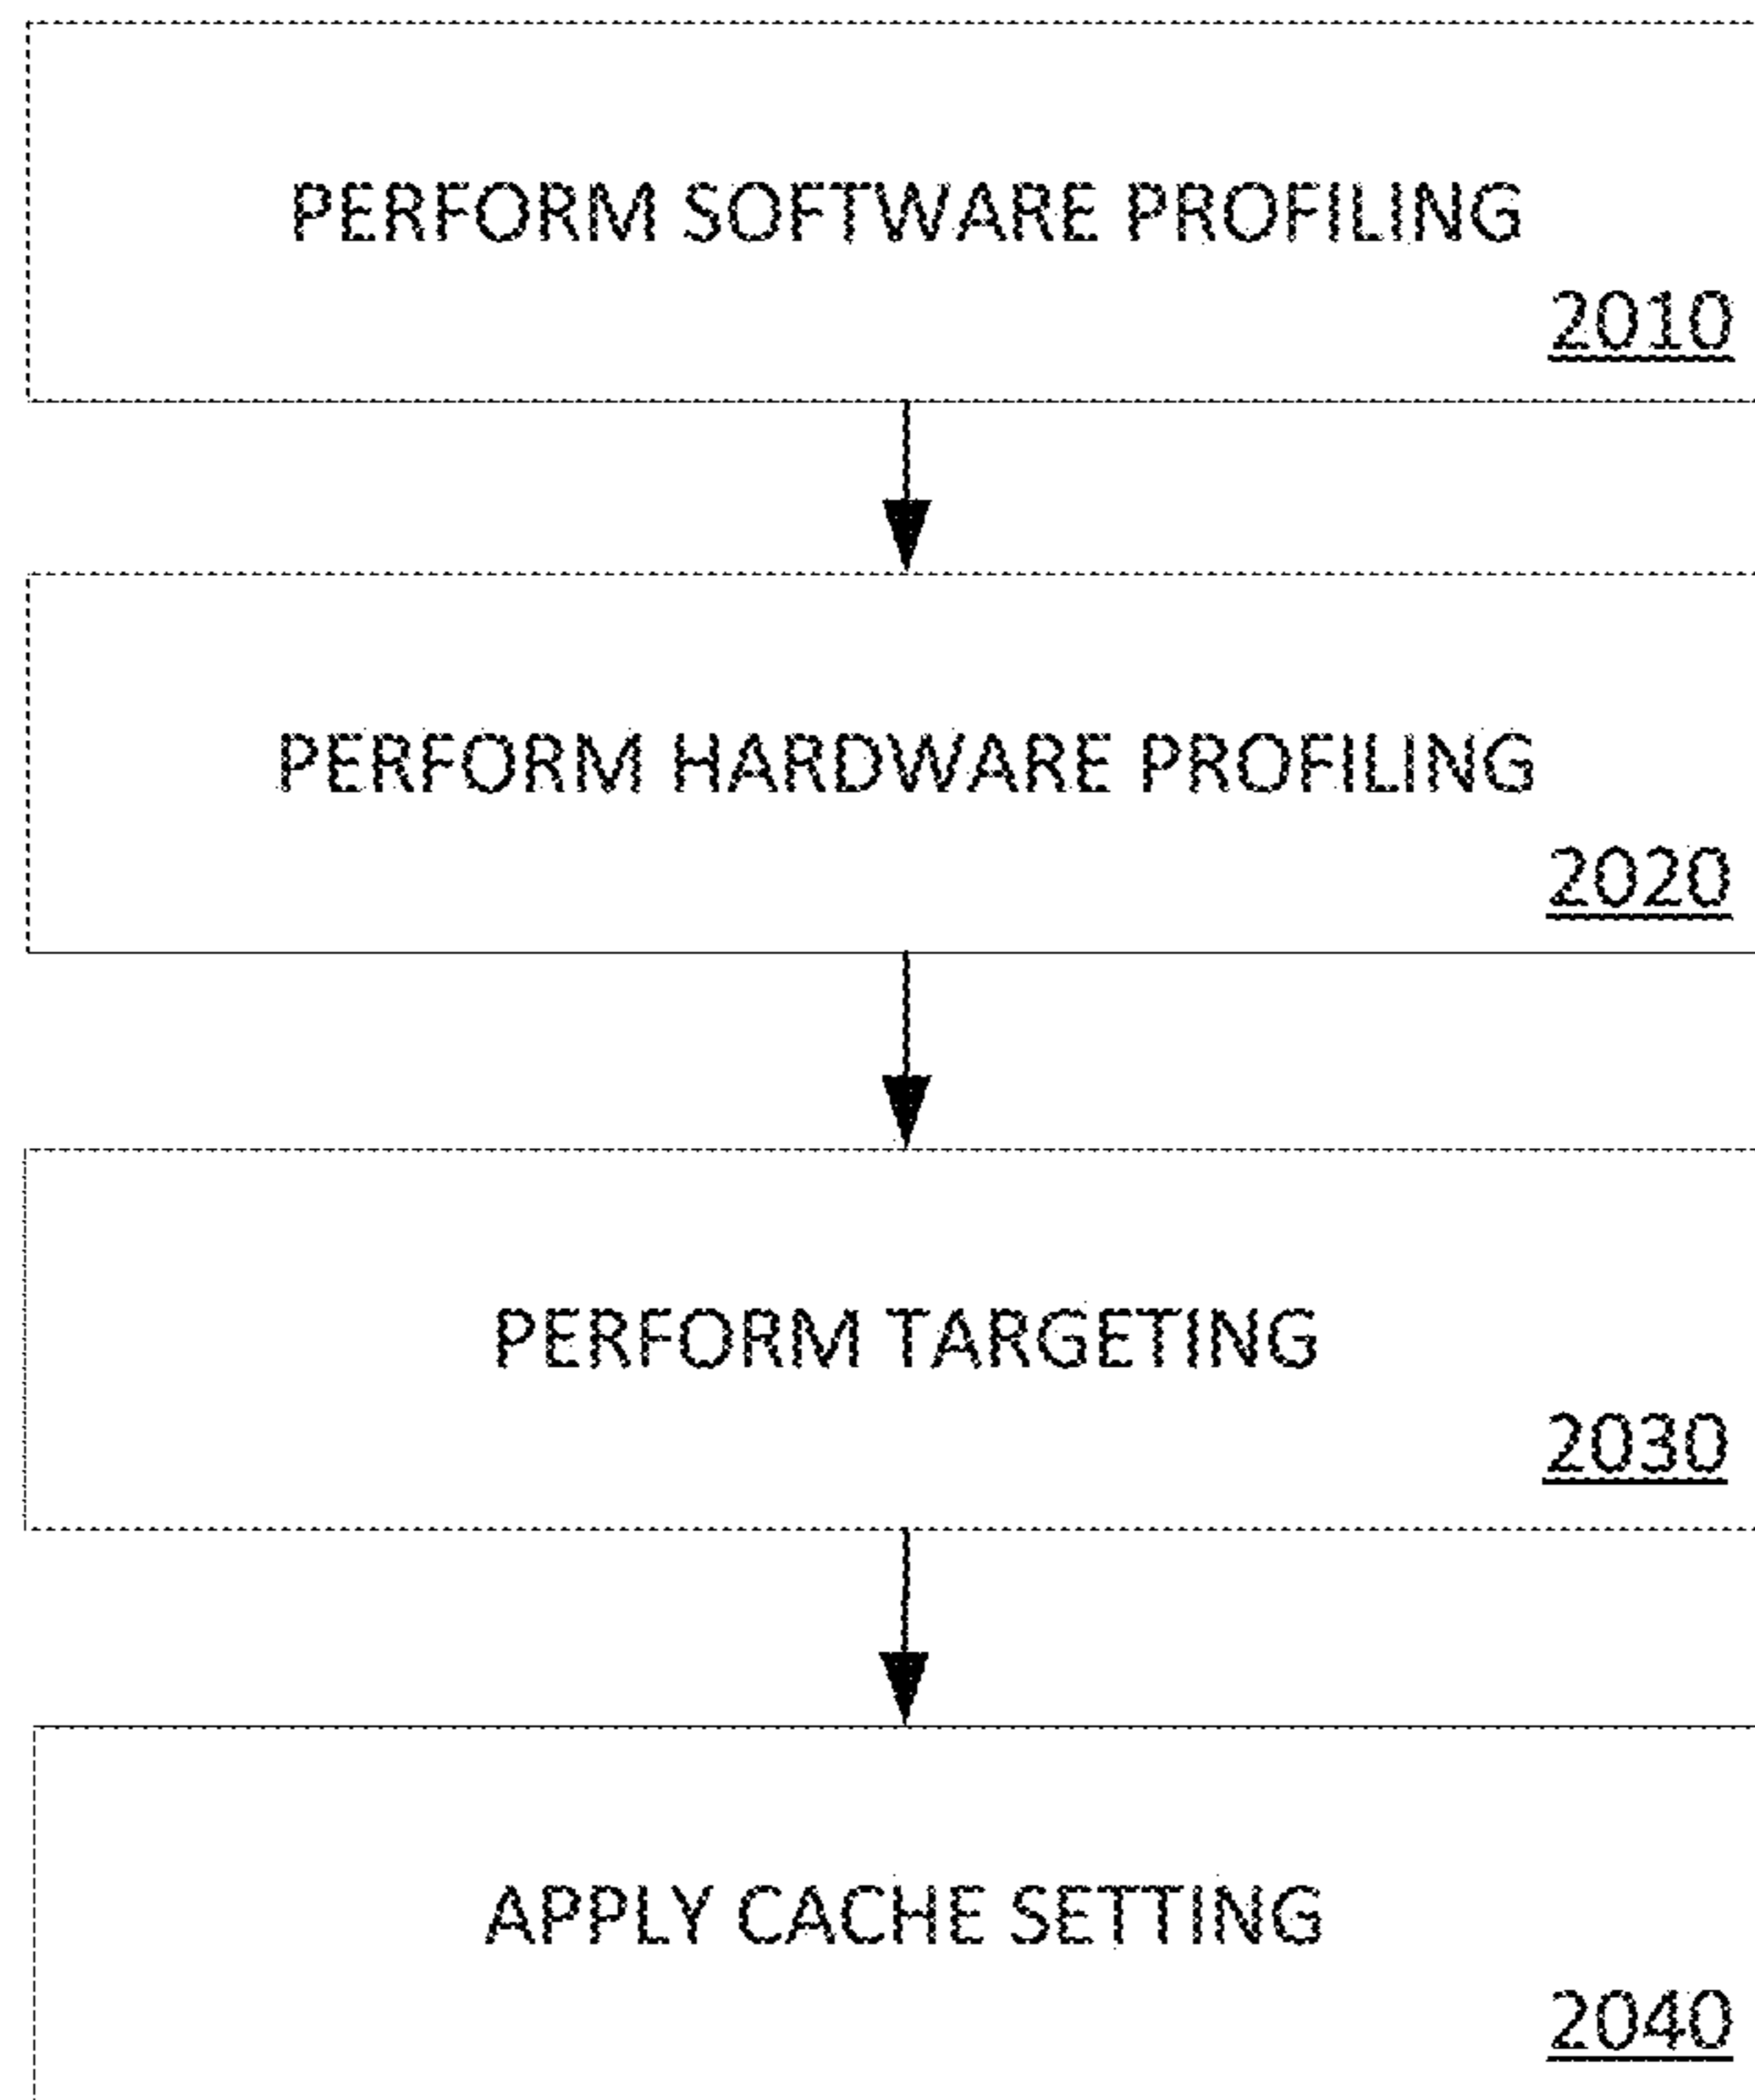 PERFORM SOFTWARE PROFILING
2010
PERFORM HARDWARE PROFILING
2020
PERFORM TARGETING
2030
APPLY CACHE SETTING
2040